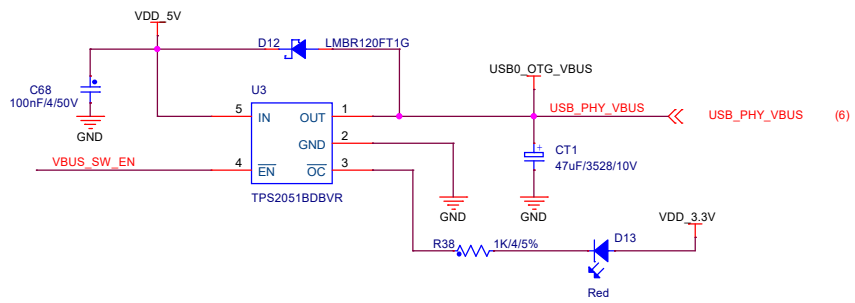 VDD_5V
D12
LMBR120FT1G
C68
100nF/4/50V
GND
U3
USB0_OTG_VBUS
USB_PHY_VBUS
USB_PHY_VBUS
(6)
5
IN
OUT
1
GND
2
VBUS_SW_EN
4
EN
OC
3
TPS2051BDBVR
+
CT1
47uF/3528/10V
GND
GND
VDD_3.3V
R38
1K/4/5%
D13
Red